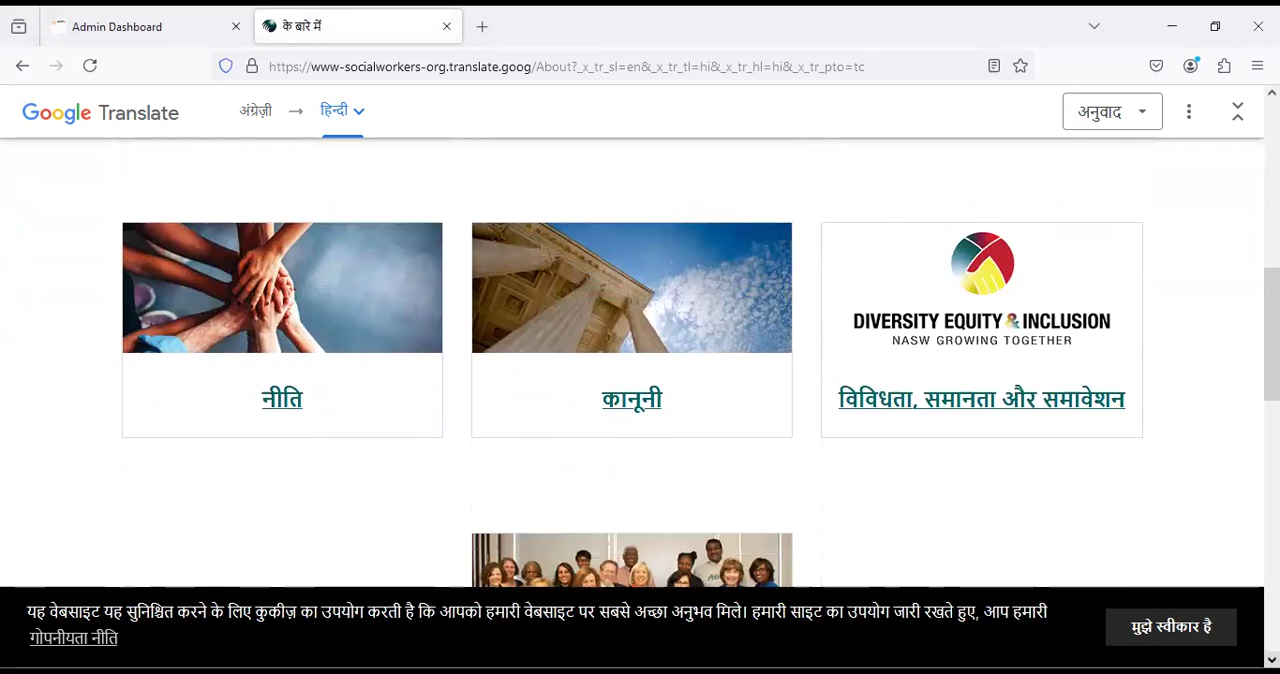 Admin Dashboard
के बारे में
https://www-socialworkers-org.translate.goog/About?_x_tr_sl=en&_x_tr_tl=hi&_x_tr_hl=hi&_x_tr_pto=tc
Google Translate
अंग्रेज़ी → हिन्दी
अनुवाद
DIVERSITY EQUITY & INCLUSION
NASW GROWING TOGETHER
नीति
कानूनी
विविधता, समानता और समावेशन
यह वेबसाइट यह सुनिश्चित करने के लिए कुकीज़ का उपयोग करती है कि आपको हमारी वेबसाइट पर सबसे अच्छा अनुभव मिले। हमारी साइट का उपयोग जारी रखते हुए, आप हमारी
गोपनीयता नीति
मुझे स्वीकार है